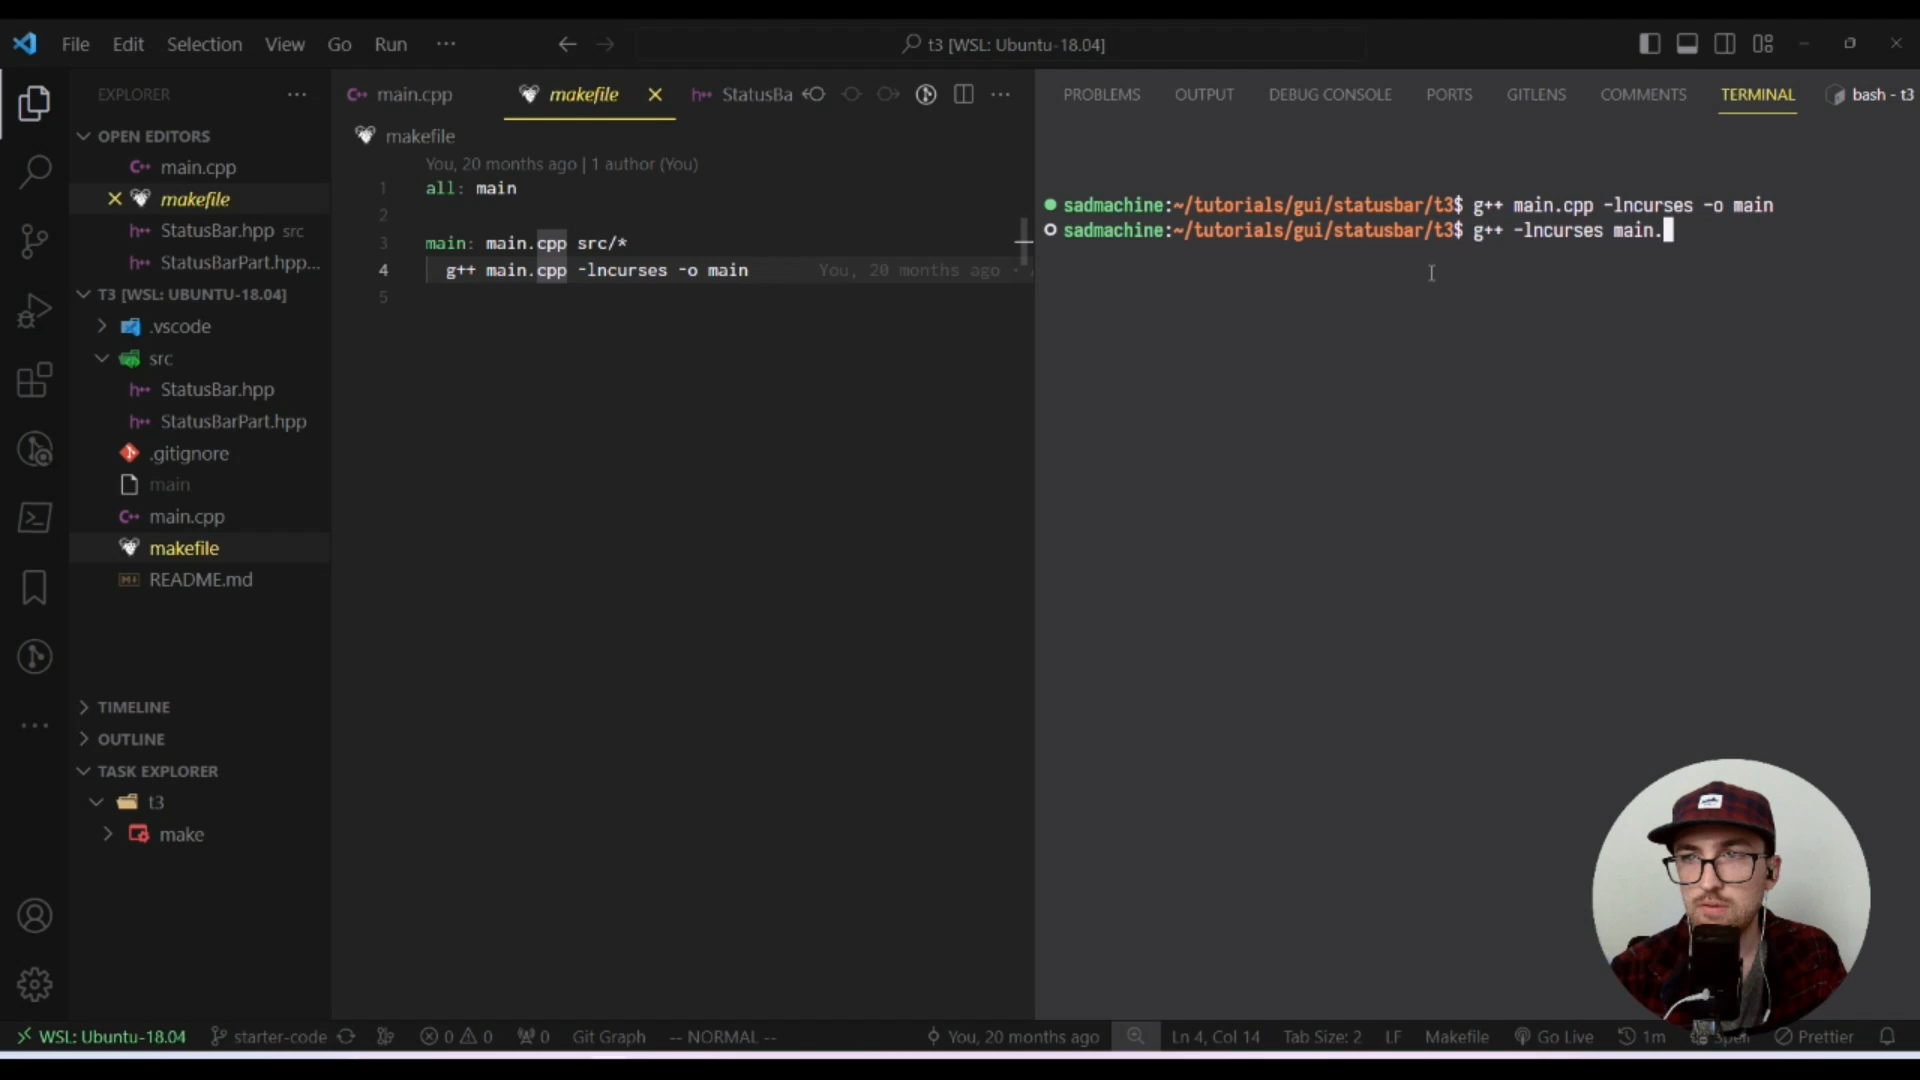 File Edit Selection View Go Run ··· t3 [WSL: Ubuntu-18.04]
EXPLORER ···
OPEN EDITORS
C++ main.cpp
makefile
h++ StatusBar.hpp src
h++ StatusBarPart.hpp...
T3 [WSL: UBUNTU-18.04]
.vscode
src
h++ StatusBar.hpp
h++ StatusBarPart.hpp
.gitignore
main
C++ main.cpp
makefile
README.md
TIMELINE
OUTLINE
TASK EXPLORER
t3
make
C++ main.cpp makefile h++ StatusBa ···
makefile
You, 20 months ago | 1 author (You)
1 all: main
2
3 main: main.cpp src/*
4 g++ main.cpp -lncurses -o main You, 20 months ago ·
5
PROBLEMS OUTPUT DEBUG CONSOLE PORTS GITLENS COMMENTS TERMINAL bash - t3
sadmachine:~/tutorials/gui/statusbar/t3$ g++ main.cpp -lncurses -o main
sadmachine:~/tutorials/gui/statusbar/t3$ g++ -lncurses main.
WSL: Ubuntu-18.04 starter-code 0 0 0 Git Graph -- NORMAL -- You, 20 months ago Ln 4, Col 14 Tab Size: 2 LF Makefile Go Live 1m Spell Prettier